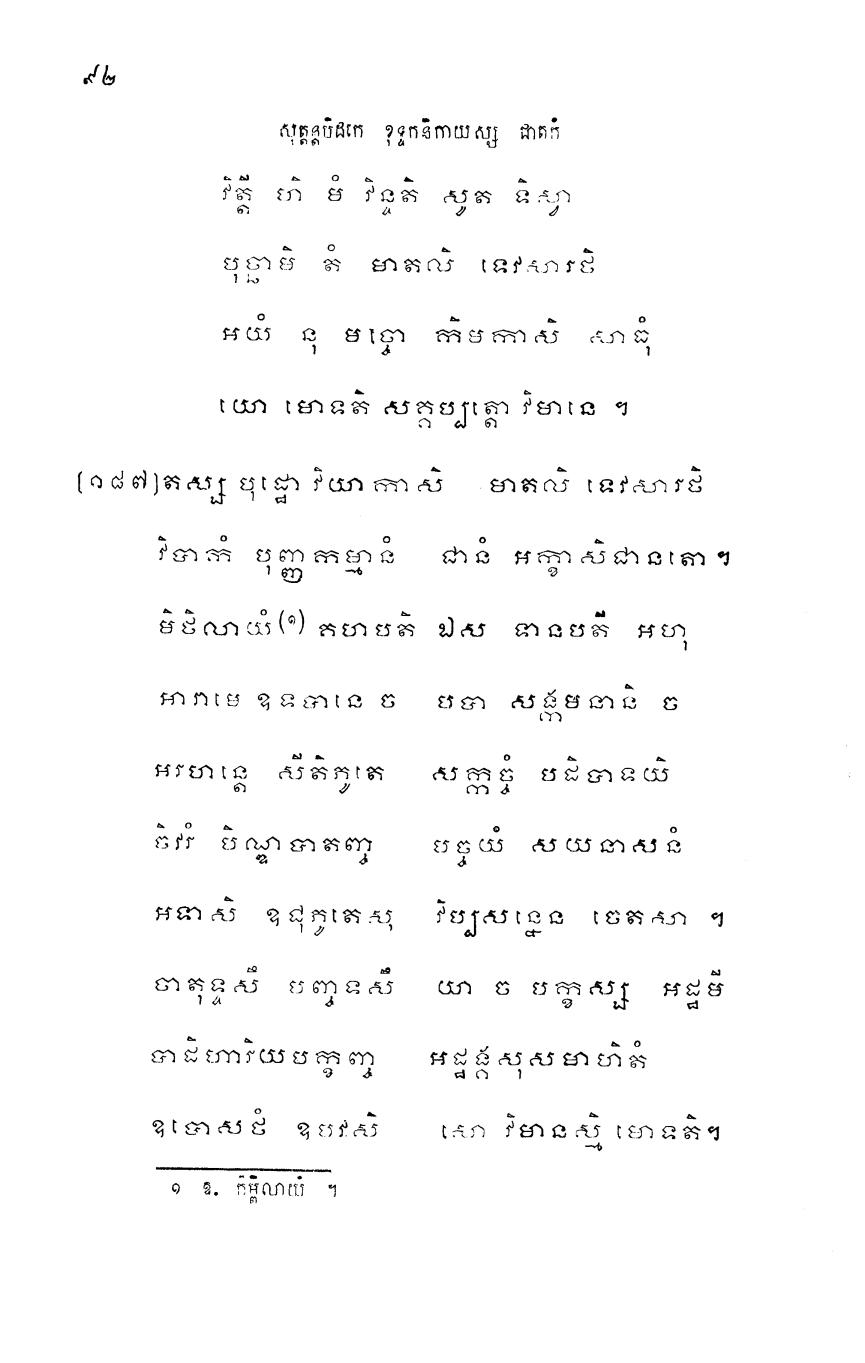 ៩២
សុត្តន្តបិដកេ ខុទ្ទកនិកាយស្ស ជាតកំ
វិត្តី ហិ មំ វិន្ទតិ សូត ទិស្វា
បុច្ឆាមិ តំ មាតលិ ទេវសារថិ
អយំ នុ មច្ចោ កិមកាសិ សាធុំ
យោ មោទតិ សគ្គប្បត្តោ វិមានេ ។
(១៨៧)តស្ស បុដ្ឋោ វិយាកាសិ មាតលិ ទេវសារថិ
វិបាកំ បុញ្ញកម្មានំ ជានំ អក្ខាសិជានតោ។
មិថិលាយំ(១) គហបតិ ឯស ទានបតី អហុ
អារាមេ ឧទបានេ ច បបា សង្កមនានិ ច
អរហន្តេ សីតិភូតេ សក្កច្ចំ បដិបាទយិ
ចិវរំ បិណ្ឌបាតញ្ច បច្ចយំ សយនាសនំ
អទាសិ ឧជុភូតេសុ វិប្បសន្នេន ចេតសា ។
ចាតុទ្ទសឹ បញ្ចទសឹ យា ច បក្ខស្ស អដ្ឋមី
បាដិហារិយបក្ខញ្ច អដ្ឋង្គសុសមាហិតំ
ឧបោសថំ ឧបវសិ សោ វិមានស្មិ មោទតិ។
១ ឱ. កម្ពិលាយំ ។